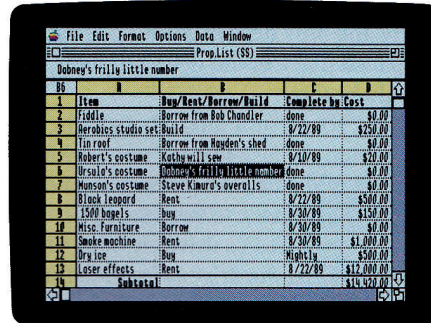 File Edit Format Options Data Window
Prop.List (SS)
Dabney's frilly little number
B6 A B C D
1 Item Buy/Rent/Borrow/Build Complete by: Cost
2 Fiddle Borrow from Bob Chandler done $0.00
3 Aerobics studio set Build 8/22/89 $250.00
4 Tin roof Borrow from Hayden's shed done $0.00
5 Robert's costume Kathy will sew 8/10/89 $20.00
6 Ursula's costume Dabney's frilly little number done $0.00
7 Munson's costume Steve Kimura's overalls done $0.00
8 Black leopard Rent 8/22/89 $500.00
9 1500 bagels buy 8/30/89 $150.00
10 Misc. Furniture Borrow 8/30/89 $0.00
11 Smoke machine Rent 8/30/89 $1,000.00
12 Dry ice Buy Nightly $500.00
13 Laser effects Rent 8/22/89 $12,000.00
14 Subtotal $14,420.00